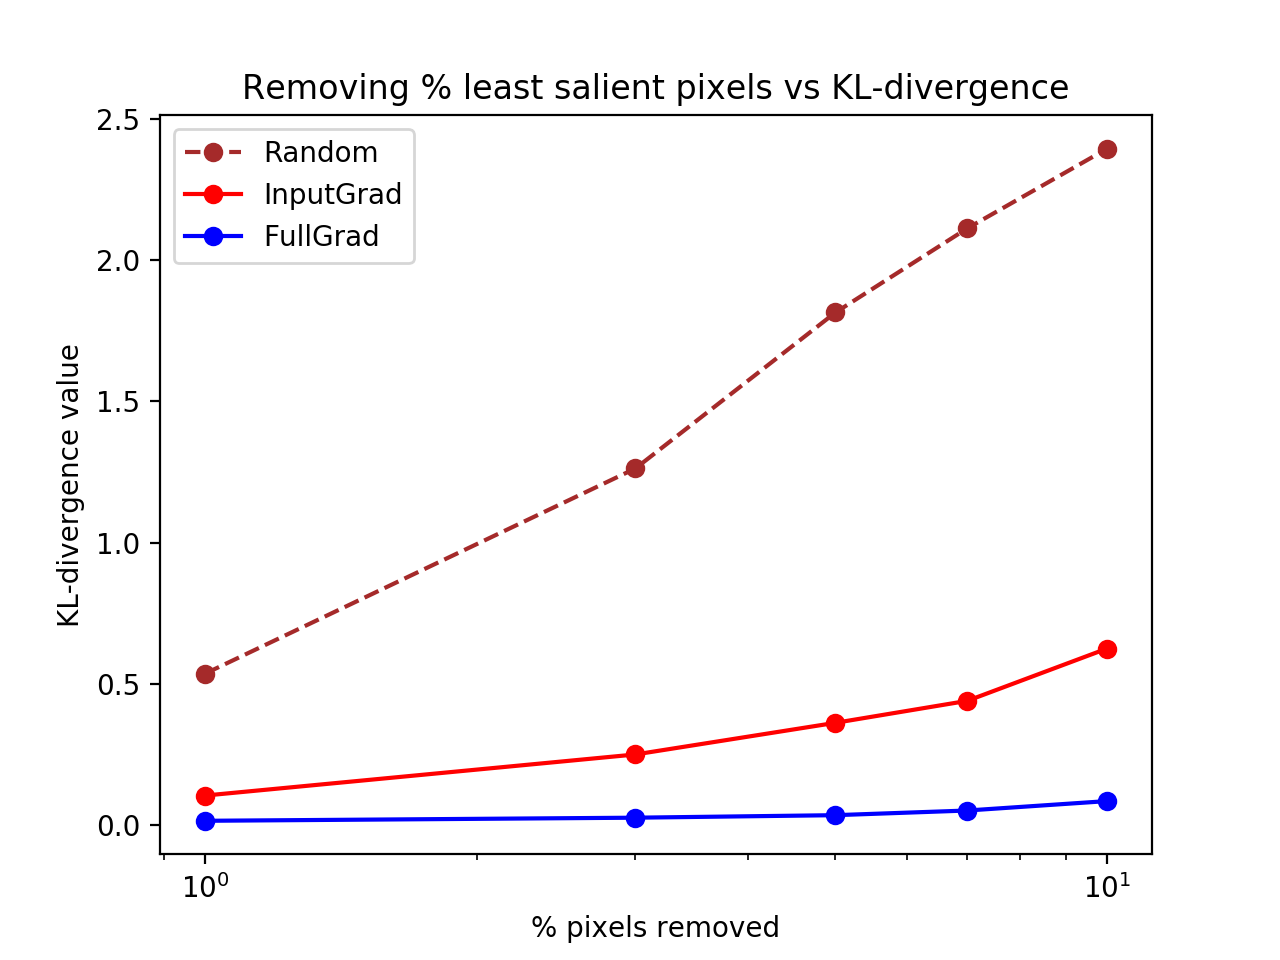 Removing % least salient pixels vs KL-divergence
2.5
2.0
1.5
1.0
0.5
0.0
KL-divergence value
Random
InputGrad
FullGrad
10⁰
10¹
% pixels removed